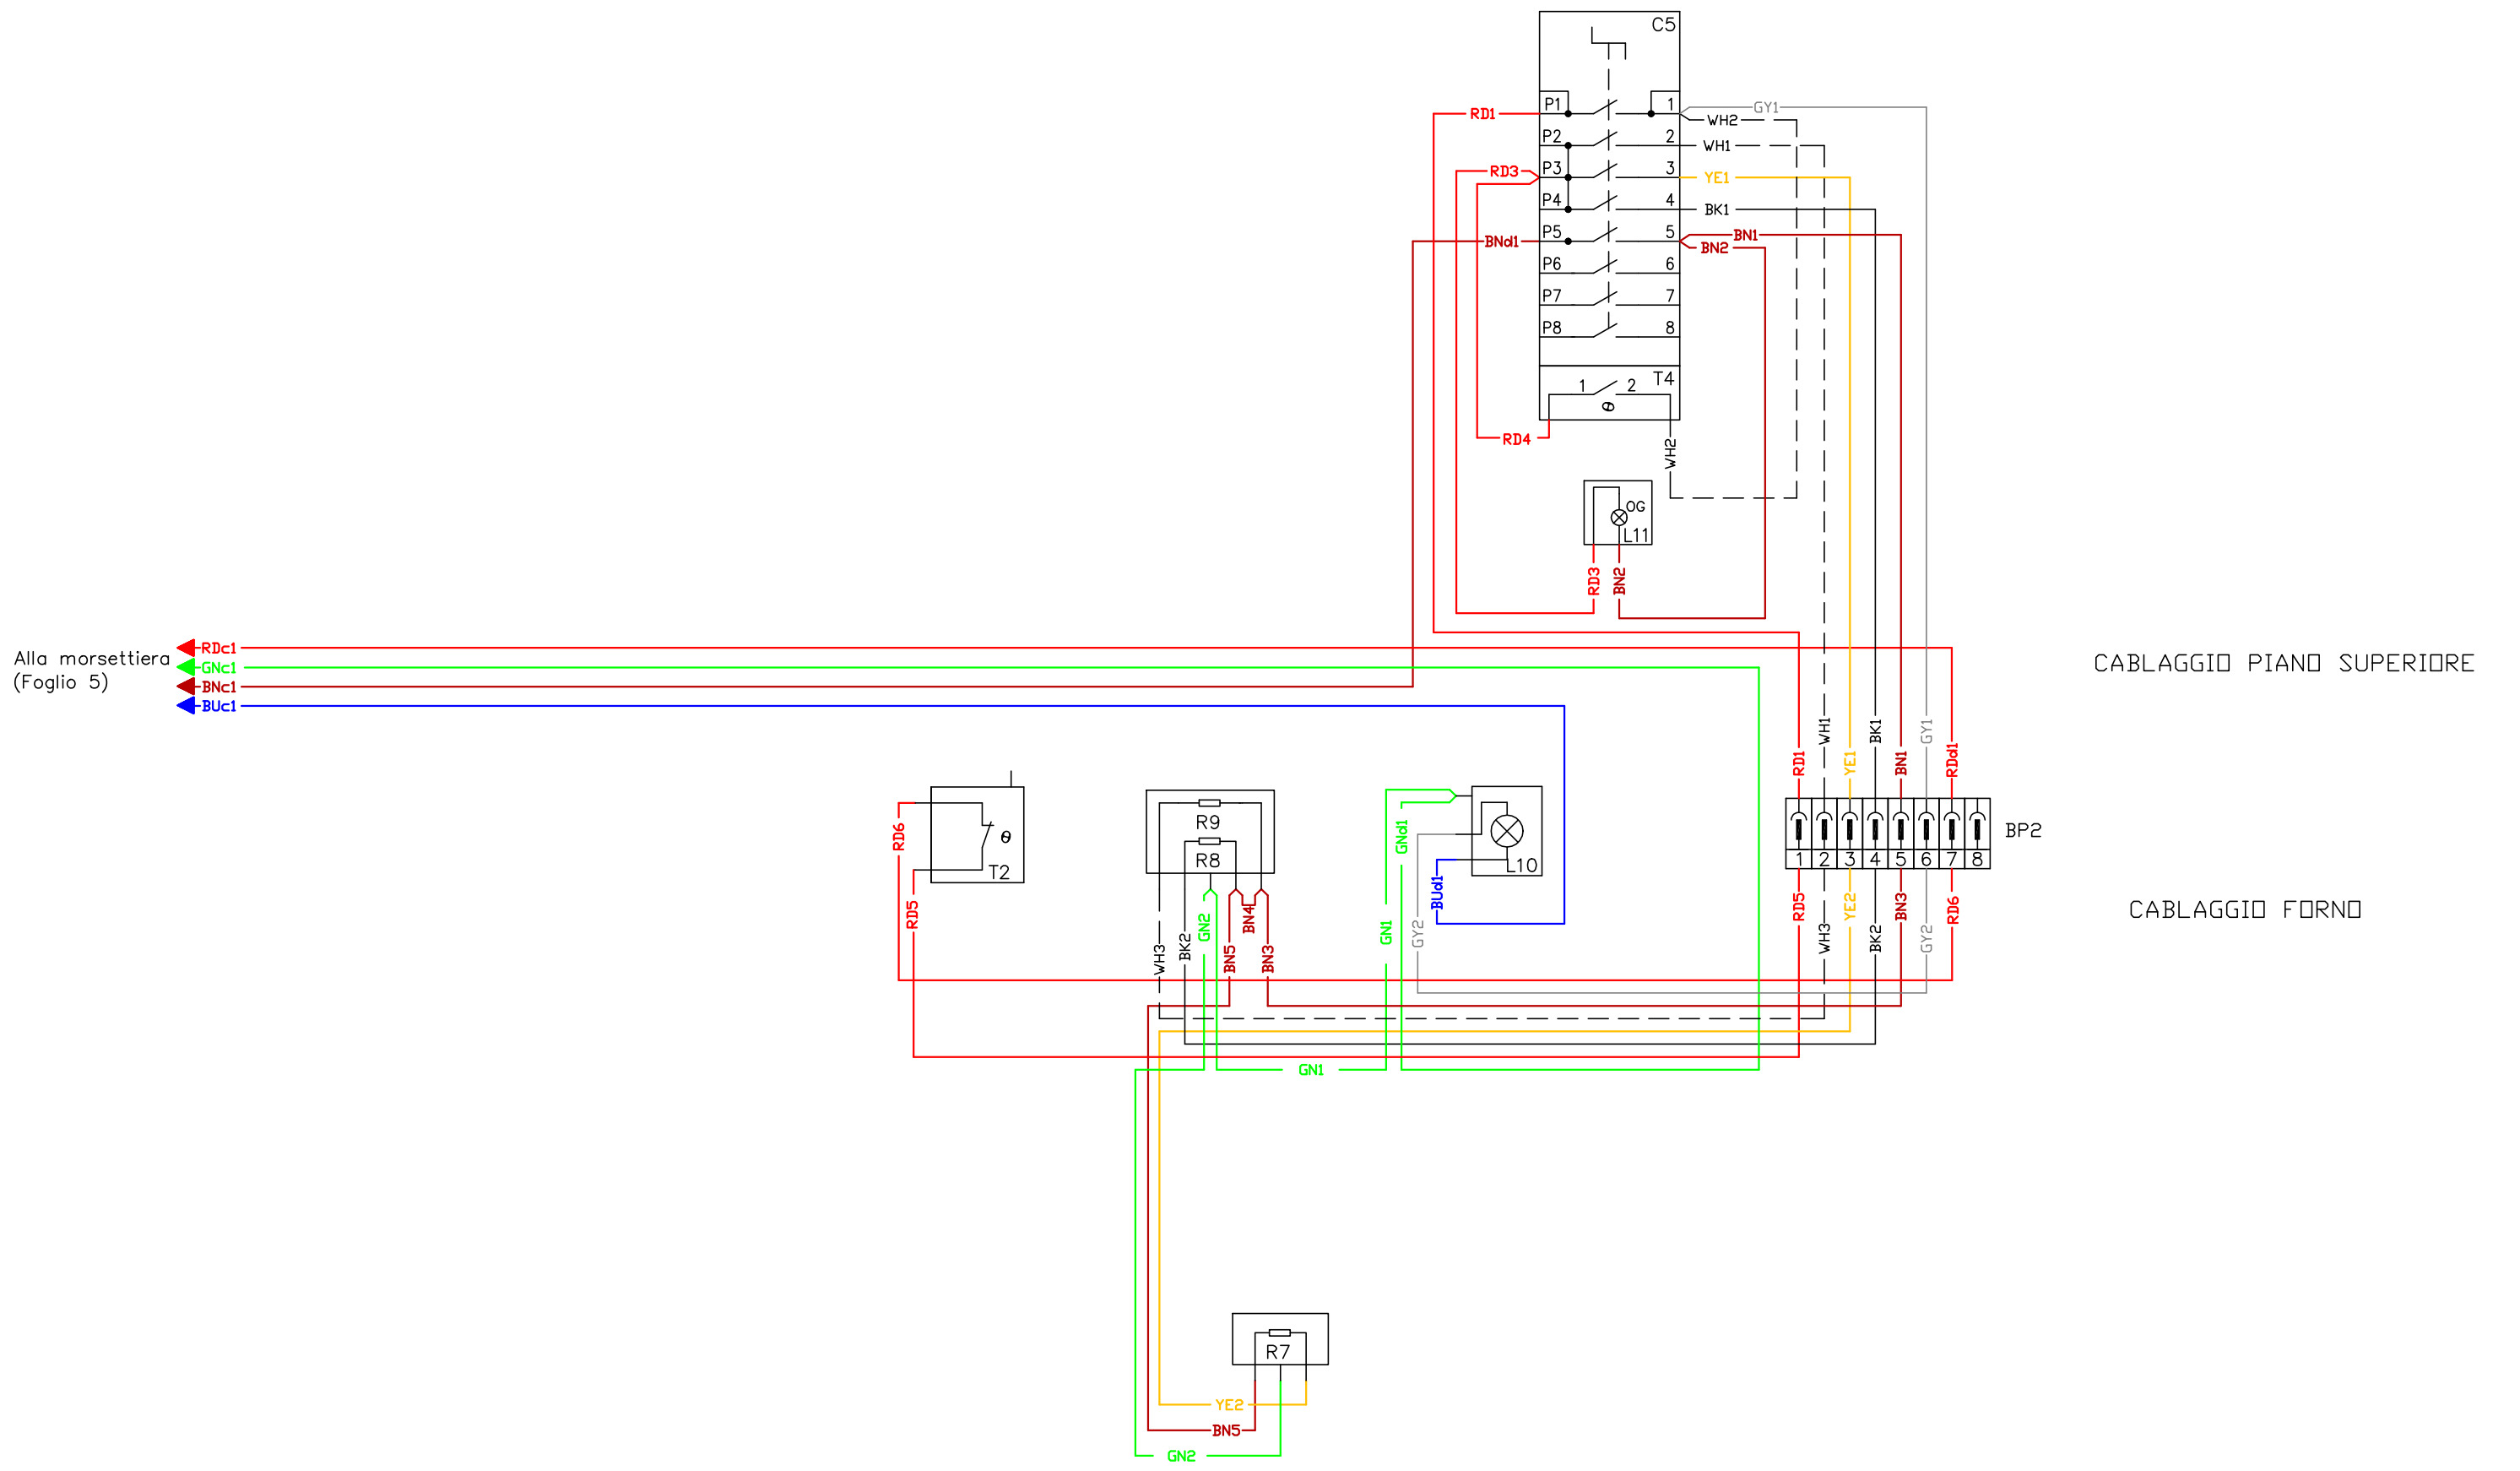 C5
P1 1
GY1
RD1
WH2
P2 2
WH1
P3 3
RD3
YE1
P4 4
BK1
P5 5
BNd1
BN1
BN2
P6 6
P7 7
P8 8
T4
1 2
θ
RD4
WH2
OG
L11
RD3
BN2
Alla morsettiera
(Foglio 5)
RDc1
GNc1
BNc1
BUc1
CABLAGGIO PIANO SUPERIORE
RD1
WH1
YE1
BK1
BN1
GY1
RDd1
BP2
1 2 3 4 5 6 7 8
CABLAGGIO FORNO
RD6
θ
T2
RD5
R9
R8
GNd1
L10
BUd1
GN1
GY2
WH3
BK2
GN2
BN5
BN4
BN3
RD5
WH3
YE2
BK2
BN3
GY2
RD6
GN1
R7
YE2
BN5
GN2